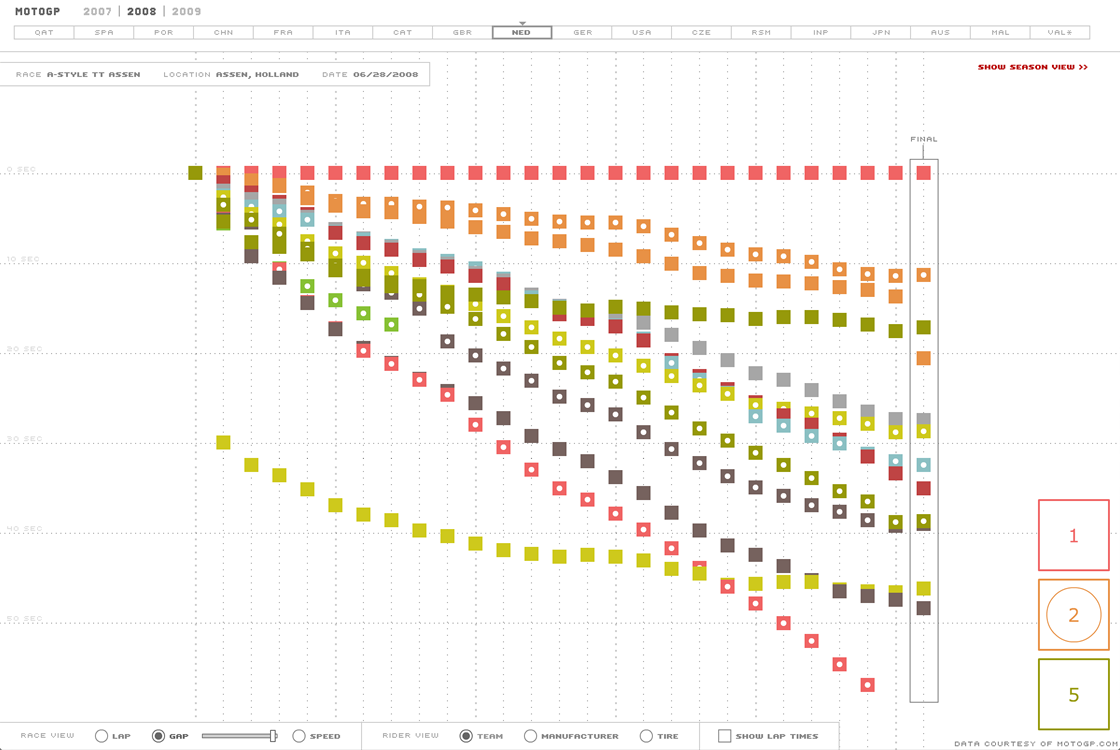 MOTOGP 2007 | 2008 | 2009
QAT SPA POR CHN FRA ITA CAT GBR NED GER USA CZE RSM INP JPN AUS MAL VAL+
RACE A-STYLE TT ASSEN LOCATION ASSEN, HOLLAND DATE 06/28/2008
SHOW SEASON VIEW >>
FINAL
0 SEC
10 SEC
20 SEC
30 SEC
40 SEC
50 SEC
1
2
5
RACE VIEW LAP GAP SPEED RIDER VIEW TEAM MANUFACTURER TIRE SHOW LAP TIMES
DATA COURTESY OF MOTOGP.COM